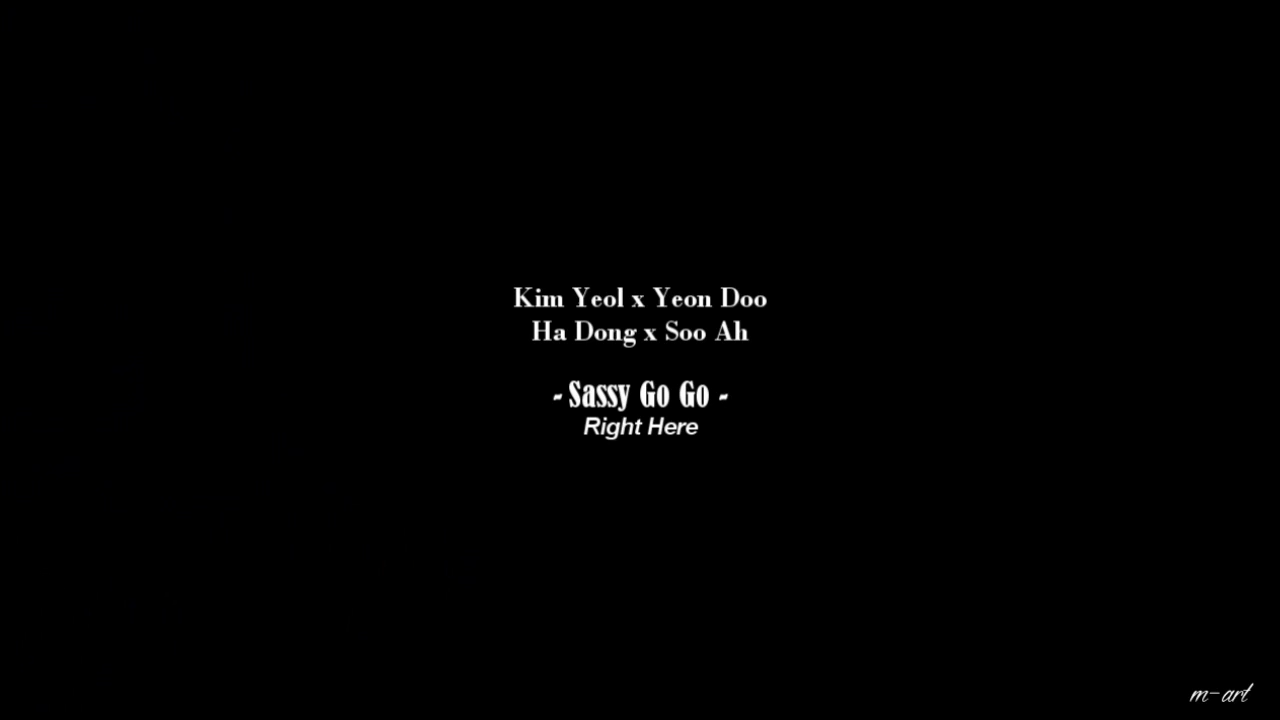 Kim Yeol x Yeon Doo
Ha Dong x Soo Ah
- Sassy Go Go -
Right Here
m-art